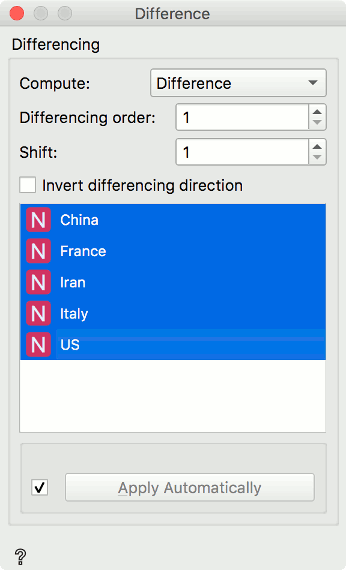 Difference
Differencing
Compute: Difference
Differencing order: 1
Shift: 1
Invert differencing direction
N China
N France
N Iran
N Italy
N US
Apply Automatically
?